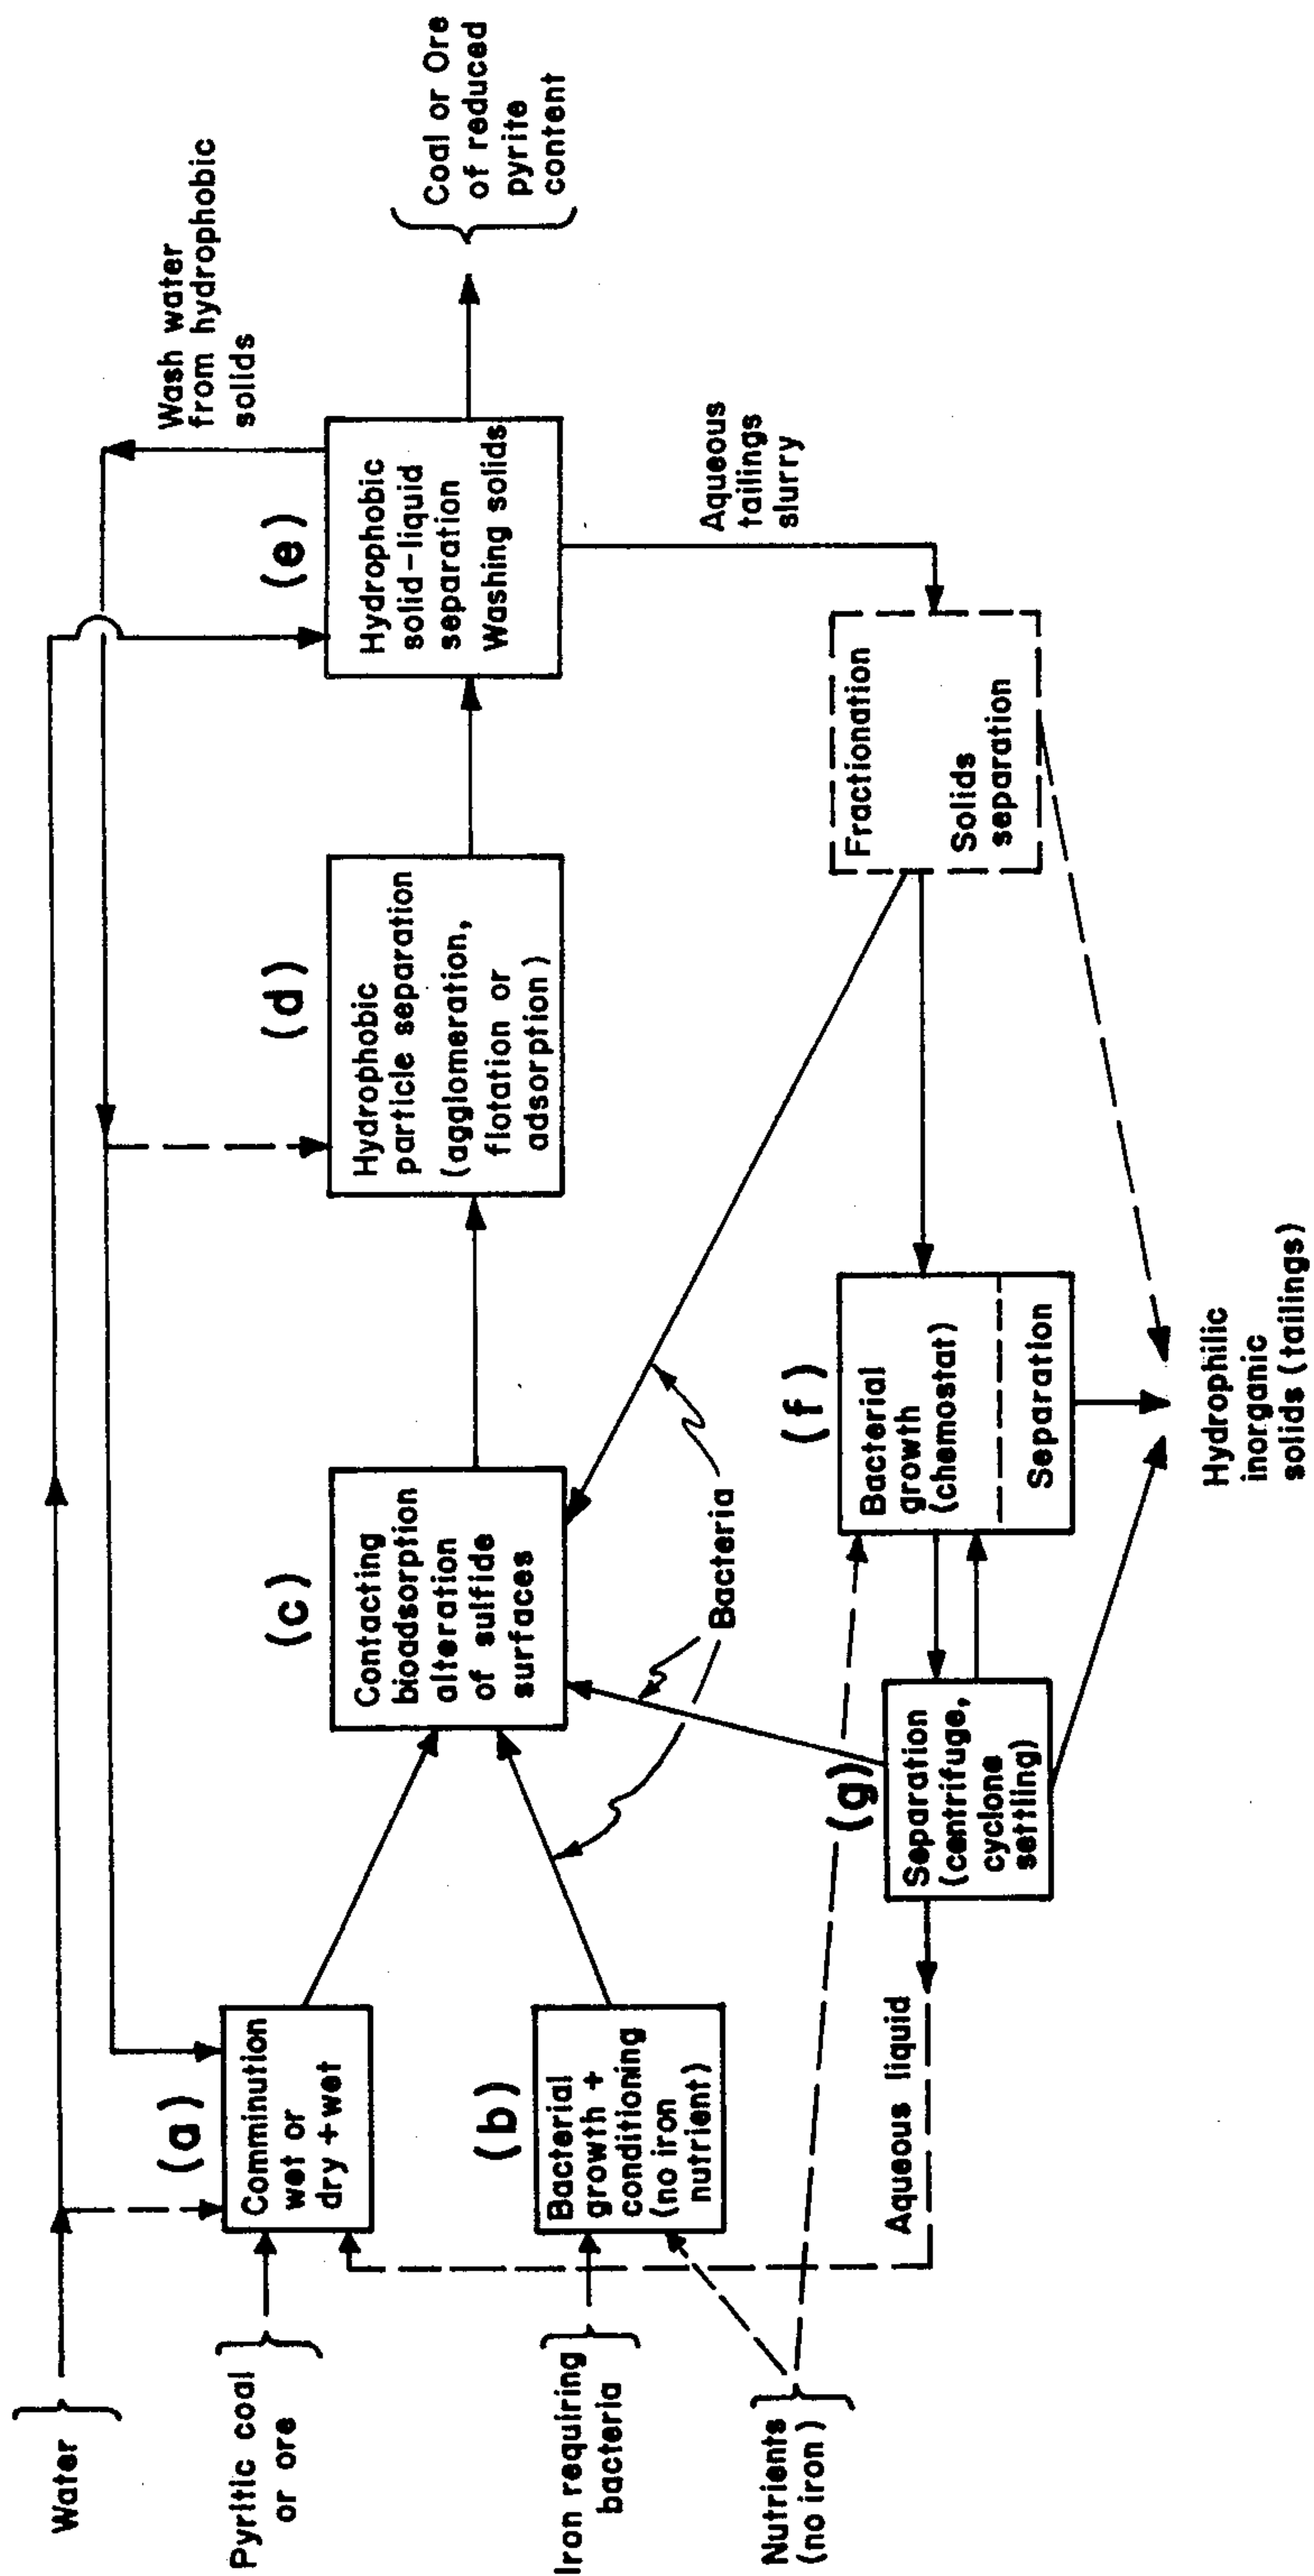 Water
Pyritic coal
or ore
Iron requiring
bacteria
Nutrients
(no iron)
(a)
Comminution
wet or
dry + wet
(b)
Bacterial
growth +
conditioning
(no iron
nutrient)
(c)
Contacting
bioadsorption
alteration
of sulfide
surfaces
Bacteria
(d)
Hydrophobic
particle separation
(agglomeration,
flotation or
adsorption)
(e)
Hydrophobic
solid-liquid
separation
Washing solids
Wash water
from hydrophobic
solids
Coal or Ore
of reduced
pyrite
content
Aqueous
tailings
slurry
Fractionation
Solids
separation
(f)
Bacterial
growth
(chemostat)
Separation
(g)
Separation
(centrifuge,
cyclone
settling)
Aqueous liquid
Hydrophilic
inorganic
solids (tailings)